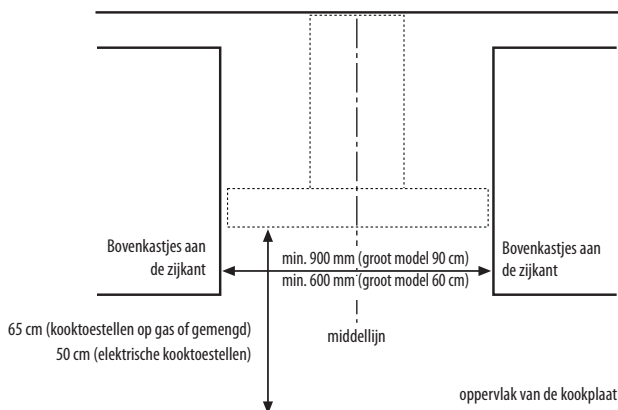 Bovenkastjes aan
de zijkant
min. 900 mm (groot model 90 cm)
min. 600 mm (groot model 60 cm)
Bovenkastjes aan
de zijkant
65 cm (kooktoestellen op gas of gemengd)
50 cm (elektrische kooktoestellen)
middellijn
oppervlak van de kookplaat